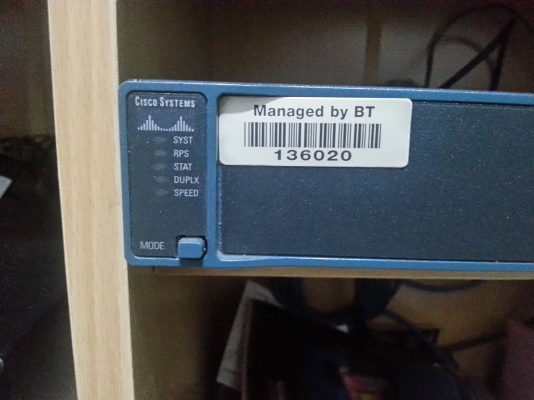 CISCO SYSTEMS
SYST
RPS
STAT
DUPLX
SPEED
MODE
Managed by BT
136020